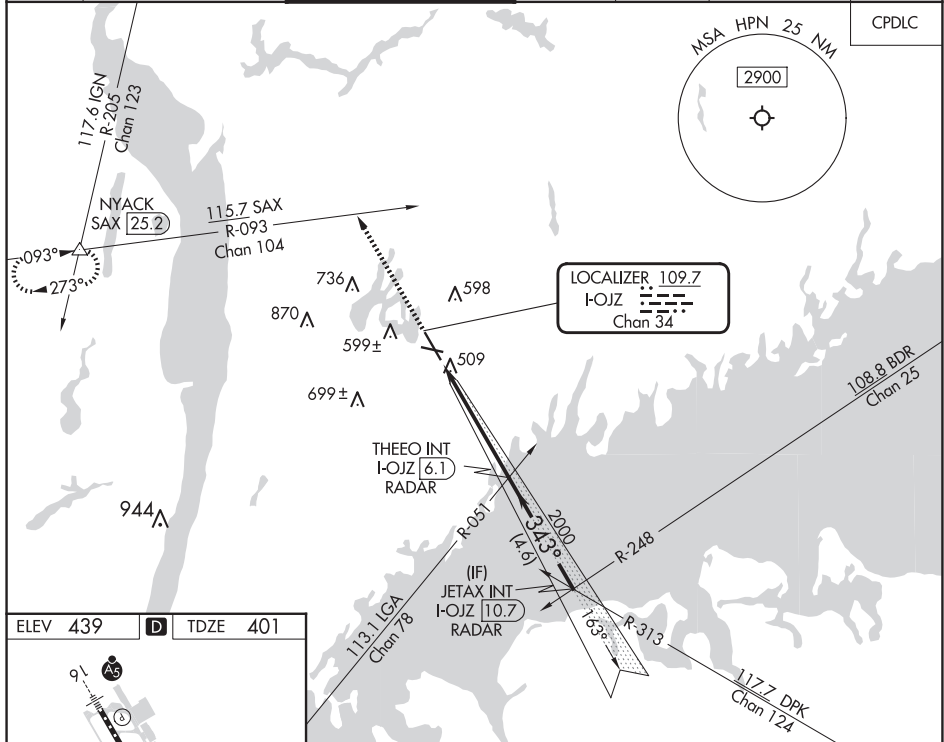 CPDLC
MSA HPN 25 NM
2900
117.6 IGN
R-205
Chan 123
NYACK
SAX 25.2
093°
273°
115.7 SAX
R-093
Chan 104
736
598
870
599±
509
699±
944
LOCALIZER 109.7
I-OJZ
Chan 34
108.8 BDR
Chan 25
R-248
THEEO INT
I-OJZ 6.1
RADAR
R-051
113.1 LGA
Chan 78
2000
343°
(4.6)
(IF)
JETAX INT
I-OJZ 10.7
RADAR
163°
R-313
117.7 DPK
Chan 124
ELEV 439 D TDZE 401
A5
16